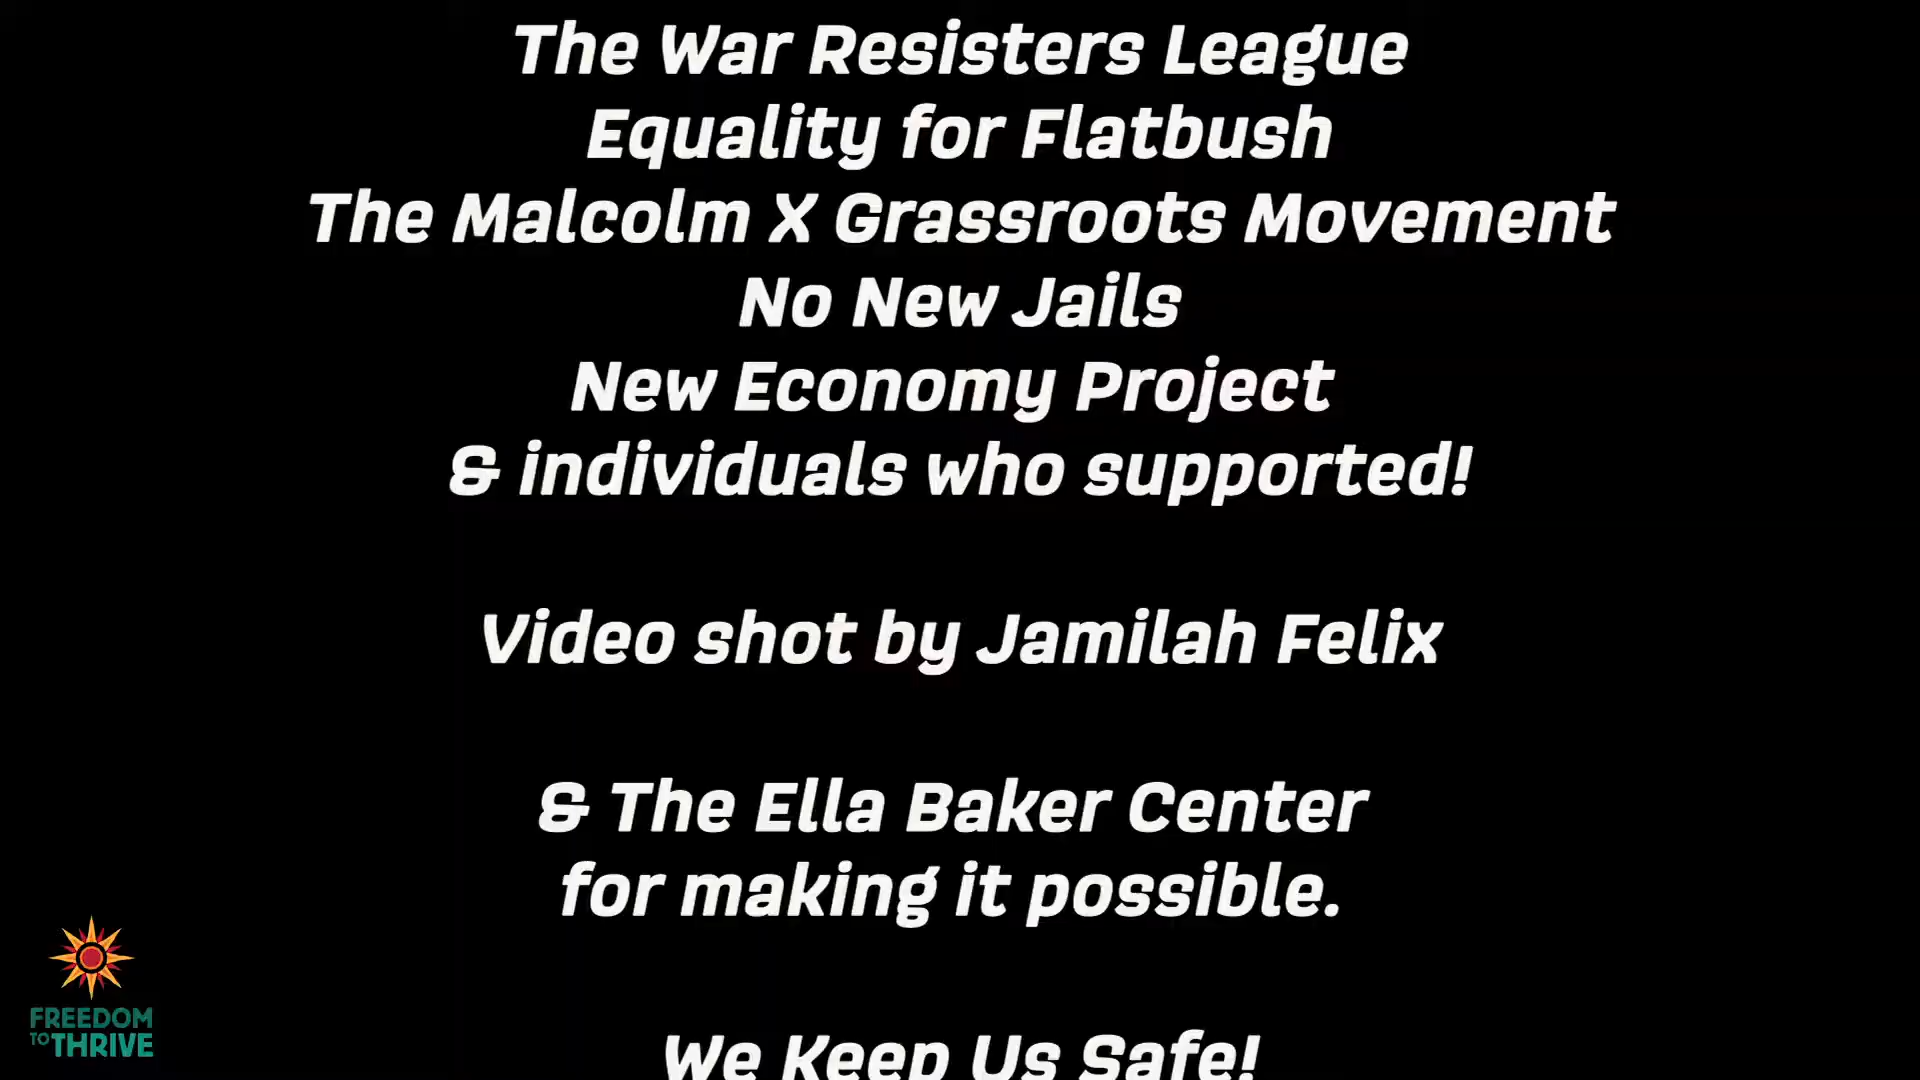 The War Resisters League
Equality for Flatbush
The Malcolm X Grassroots Movement
No New Jails
New Economy Project
& individuals who supported!
Video shot by Jamilah Felix
& The Ella Baker Center
for making it possible.
We Keep Us Safe!
FREEDOM
TO THRIVE